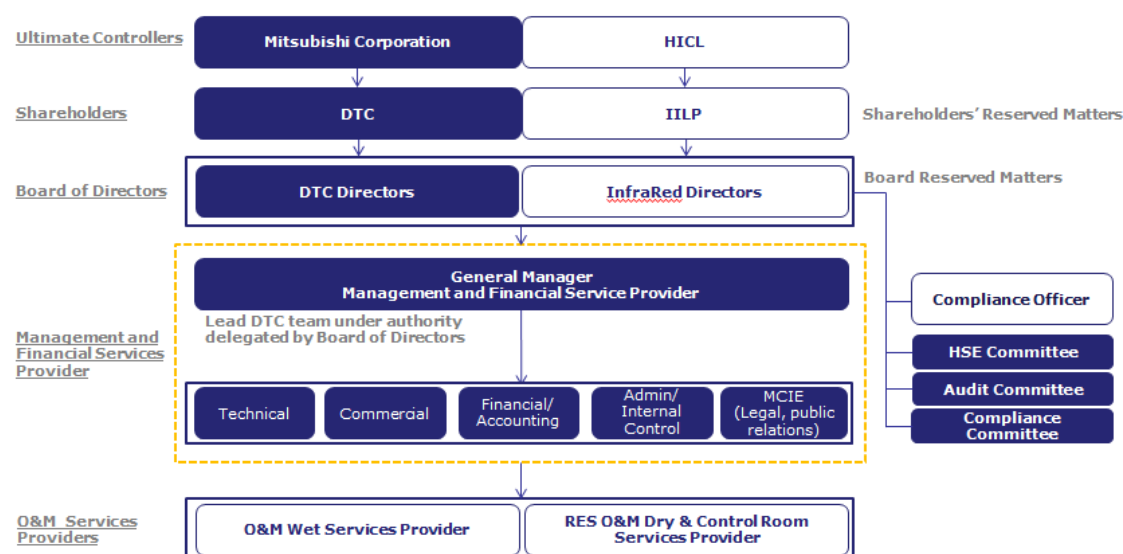 Ultimate Controllers
Mitsubishi Corporation
HICL
Shareholders
DTC
IILP
Shareholders' Reserved Matters
Board of Directors
DTC Directors
InfraRed Directors
Board Reserved Matters
General Manager
Management and Financial Service Provider
Lead DTC team under authority
delegated by Board of Directors
Management and
Financial Services
Provider
Technical
Commercial
Financial/
Accounting
Admin/
Internal
Control
MCIE
(Legal, public
relations)
Compliance Officer
HSE Committee
Audit Committee
Compliance
Committee
O&M Services
Providers
O&M Wet Services Provider
RES O&M Dry & Control Room
Services Provider